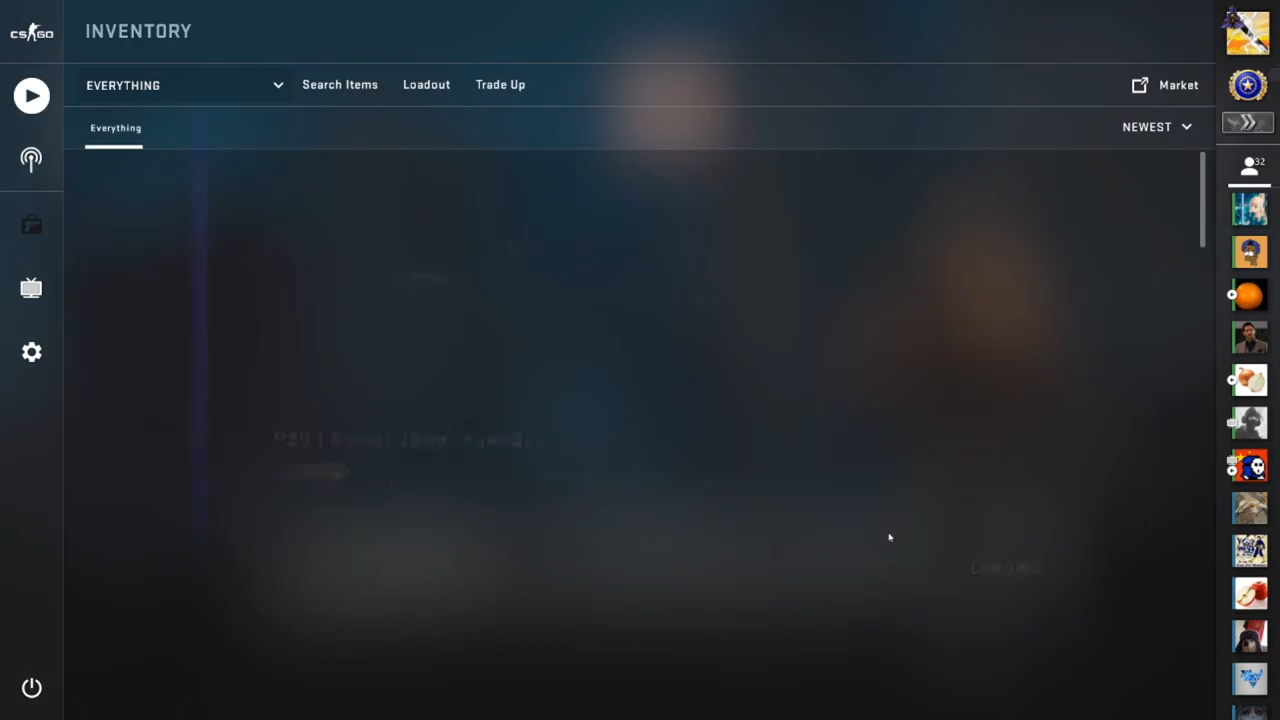 CS GO
INVENTORY
EVERYTHING
Search Items
Loadout
Trade Up
Market
Everything
NEWEST
32